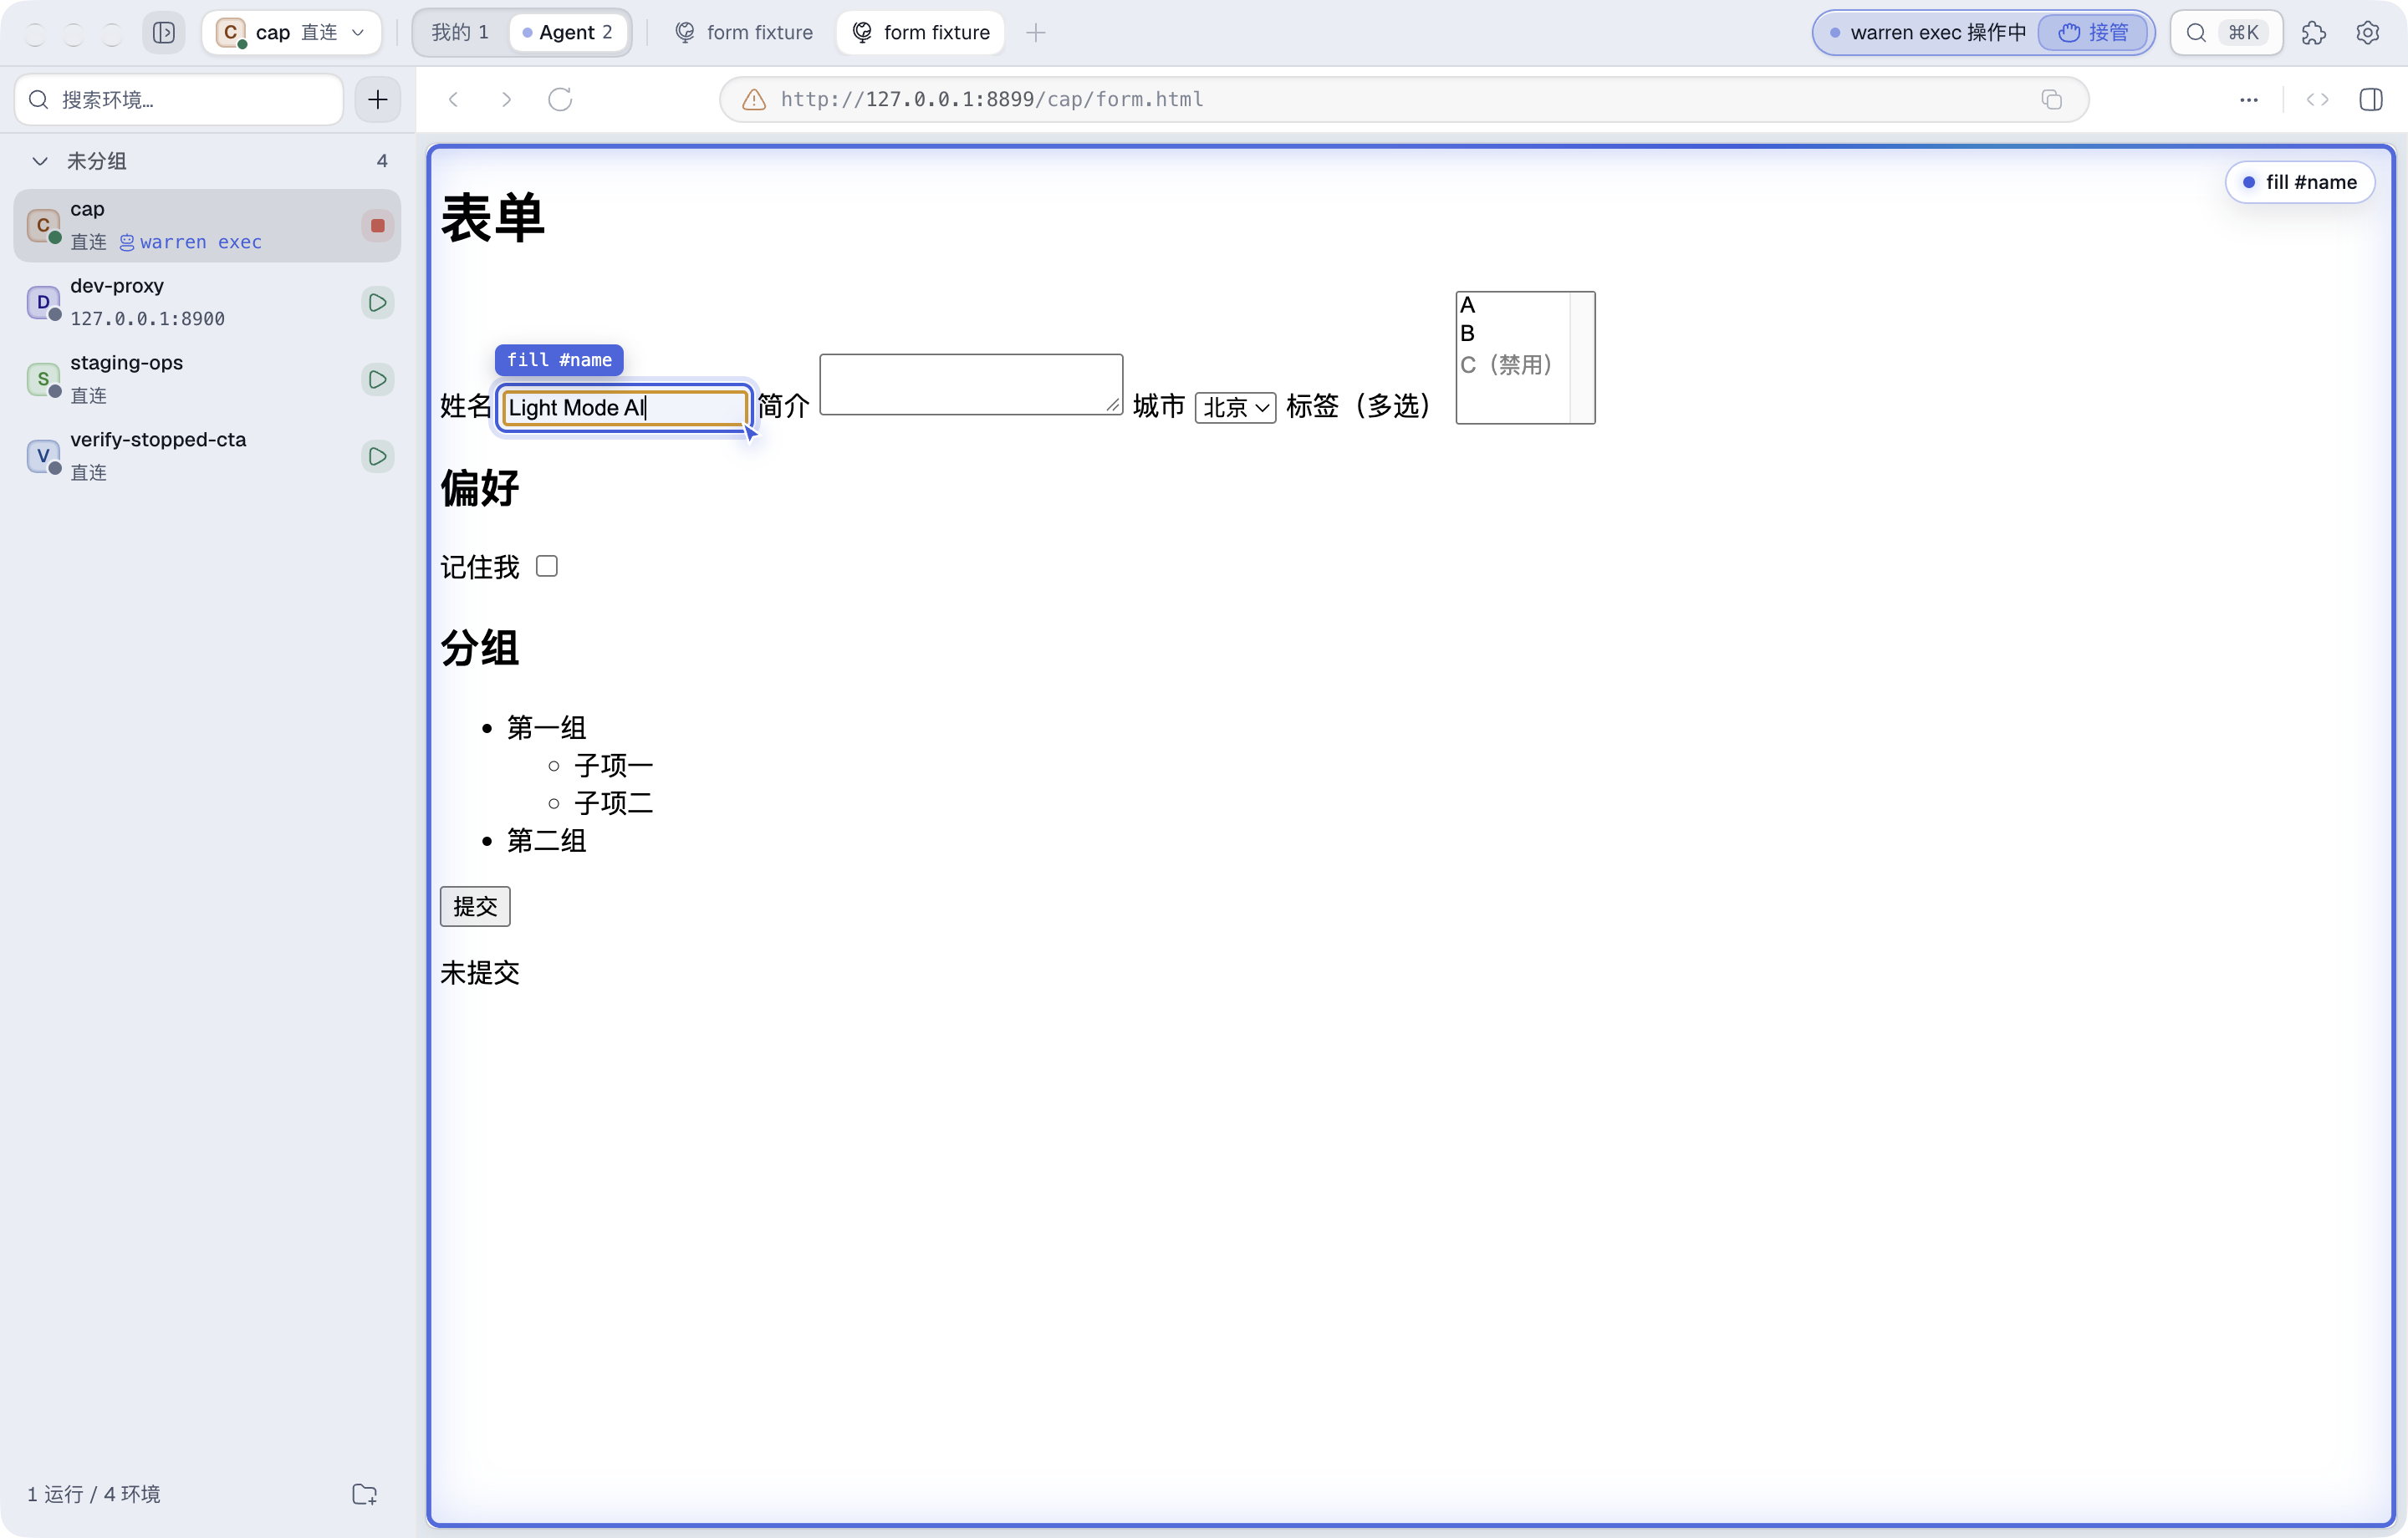 C cap 直连
我的 1
Agent 2
form fixture
form fixture
warren exec 操作中
接管
⌘K
搜索环境…
http://127.0.0.1:8899/cap/form.html
未分组 4
C cap
直连 warren exec
D dev-proxy
127.0.0.1:8900
S staging-ops
直连
V verify-stopped-cta
直连
1 运行 / 4 环境
fill #name
表单
fill #name
姓名 Light Mode AI 简介 城市 北京 标签（多选）
A
B
C（禁用）
偏好
记住我
分组
第一组
子项一
子项二
第二组
提交
未提交